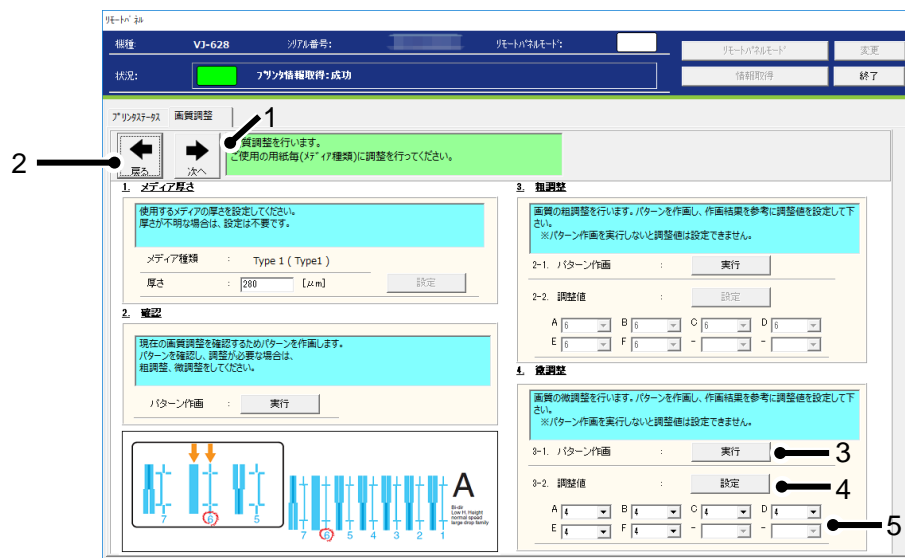 リモートパネル
機種:
VJ-628
シリアル番号:
リモートパネルモード:
リモートパネルモード
変更
状況:
プリンタ情報取得:成功
情報取得
終了
プリンタステータス
画質調整
1
2
戻る
次へ
質調整を行います。
ご使用の用紙毎(メディア種類)に調整を行ってください。
1. メディア厚さ
使用するメディアの厚さを設定してください。
厚さが不明な場合は、設定は不要です。
メディア種類 : Type 1 ( Type1 )
厚さ : 280 [μm] 設定
2. 確認
現在の画質調整を確認するためパターンを作画します。
パターンを確認し、調整が必要な場合は、
粗調整、微調整をしてください。
パターン作画 : 実行
7 6 5
7 6 5 4 3 2 1
A
Bi-dir
Low H. Height
normal speed
large drop family
3. 粗調整
画質の粗調整を行います。パターンを作画し、作画結果を参考に調整値を設定して下
さい。
※パターン作画を実行しないと調整値は設定できません。
2-1. パターン作画 : 実行
2-2. 調整値 : 設定
A 6 B 6 C 6 D 6
E 6 F 6 - -
4. 微調整
画質の微調整を行います。パターンを作画し、作画結果を参考に調整値を設定して下
さい。
※パターン作画を実行しないと調整値は設定できません。
3-1. パターン作画 : 実行
3
3-2. 調整値 : 設定
4
A 4 B 4 C 4 D 4
E 4 F 4 - -
5